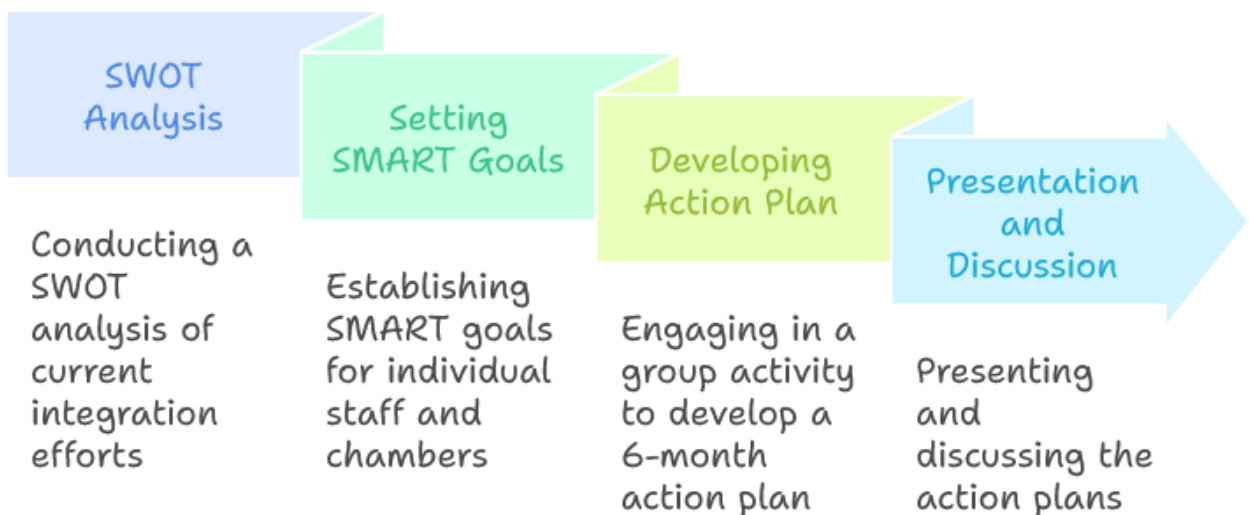 SWOT
Analysis
Setting
SMART Goals
Developing
Action Plan
Presentation
and
Discussion
Conducting a
SWOT
analysis of
current
integration
efforts
Establishing
SMART goals
for individual
staff and
chambers
Engaging in a
group activity
to develop a
6-month
action plan
Presenting
and
discussing the
action plans